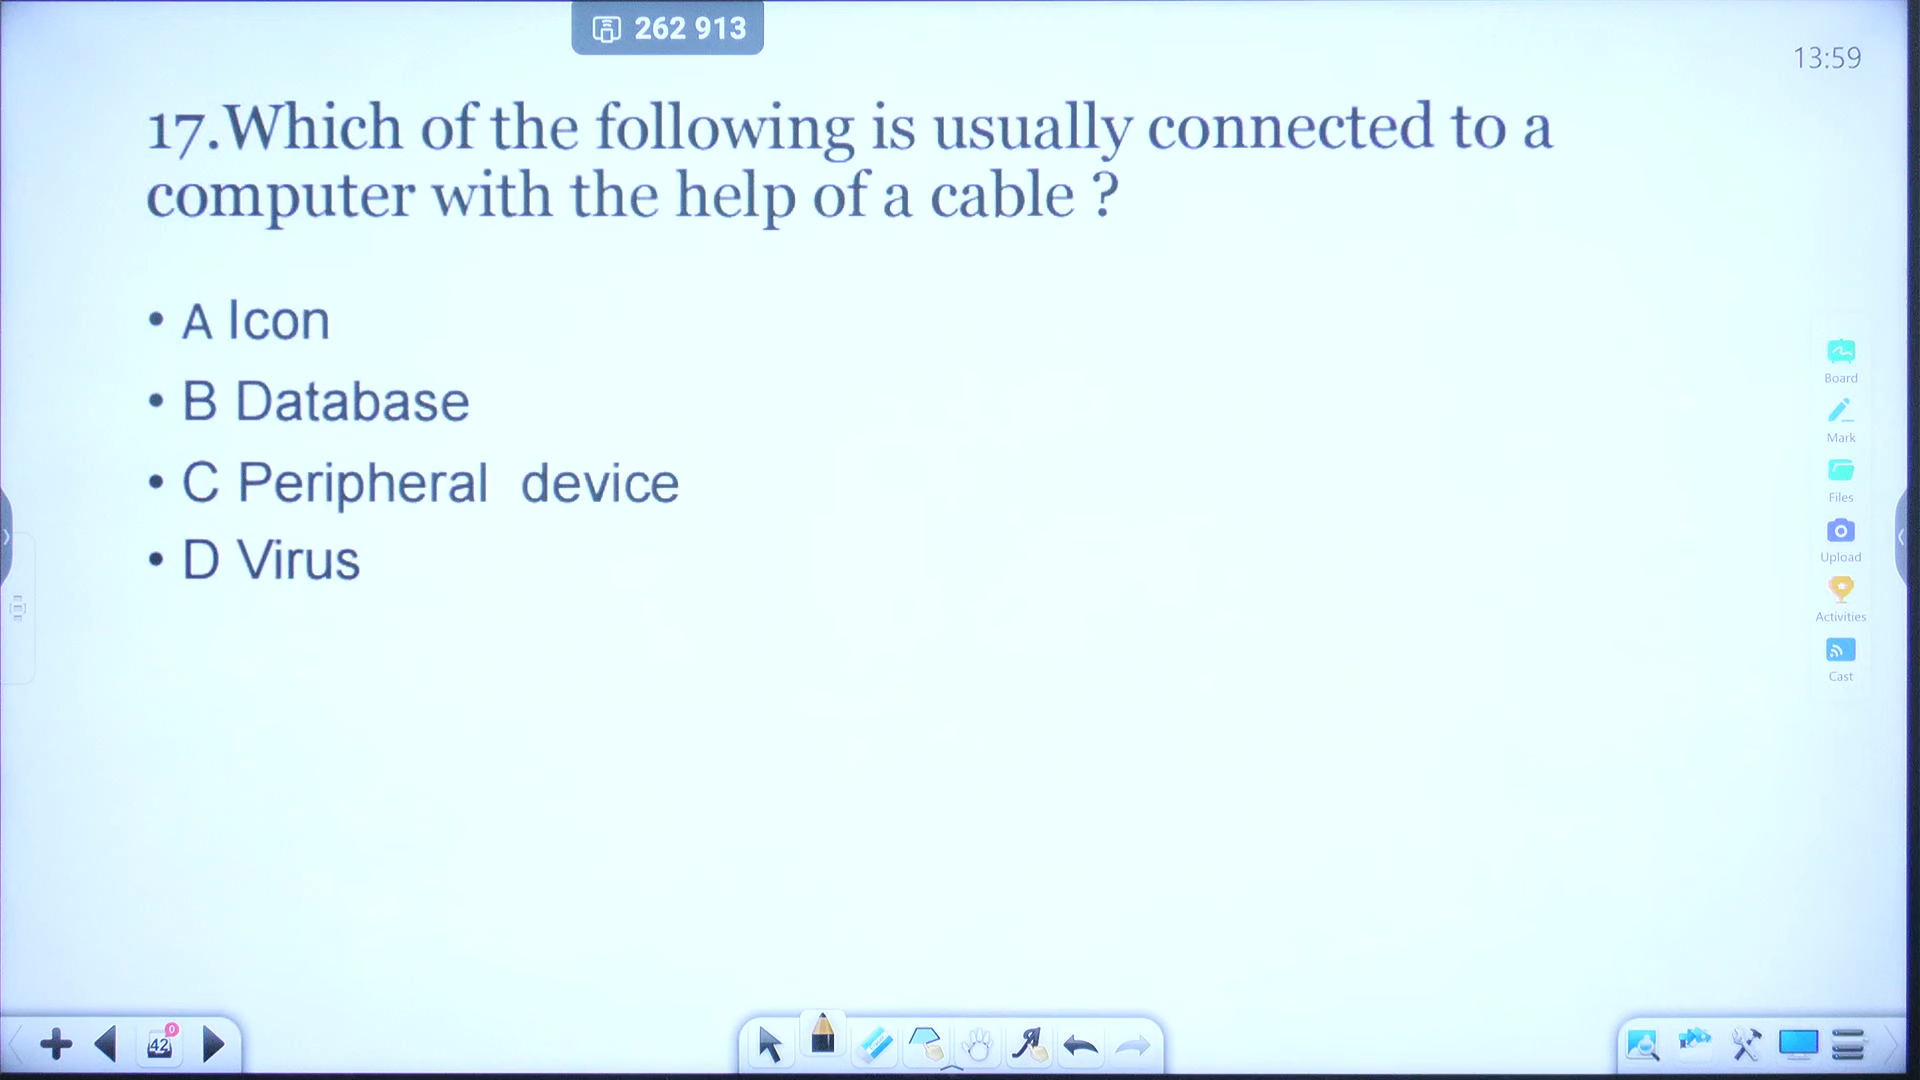 262 913
13:59
17.Which of the following is usually connected to a
computer with the help of a cable ?
• A Icon
• B Database
• C Peripheral device
• D Virus
Board
Mark
Files
Upload
Activities
Cast
0
42